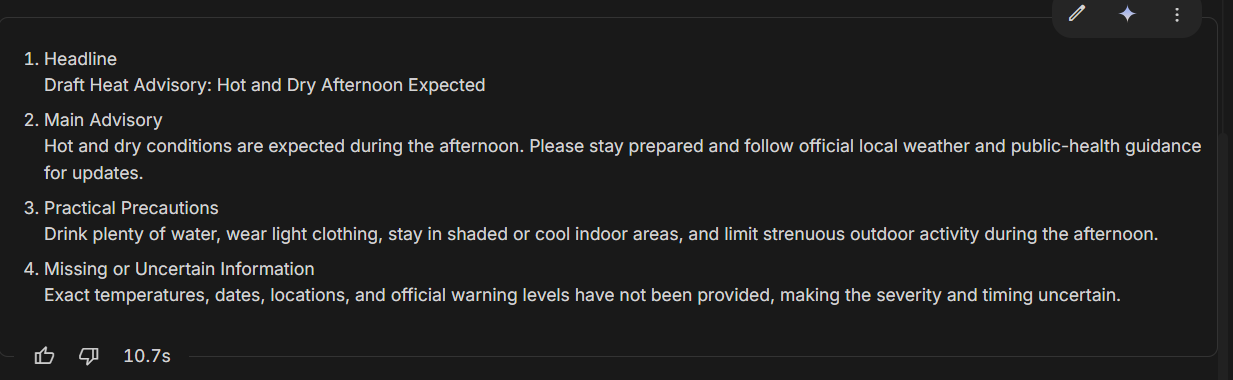 1. Headline
Draft Heat Advisory: Hot and Dry Afternoon Expected
2. Main Advisory
Hot and dry conditions are expected during the afternoon. Please stay prepared and follow official local weather and public-health guidance
for updates.
3. Practical Precautions
Drink plenty of water, wear light clothing, stay in shaded or cool indoor areas, and limit strenuous outdoor activity during the afternoon.
4. Missing or Uncertain Information
Exact temperatures, dates, locations, and official warning levels have not been provided, making the severity and timing uncertain.
10.7s